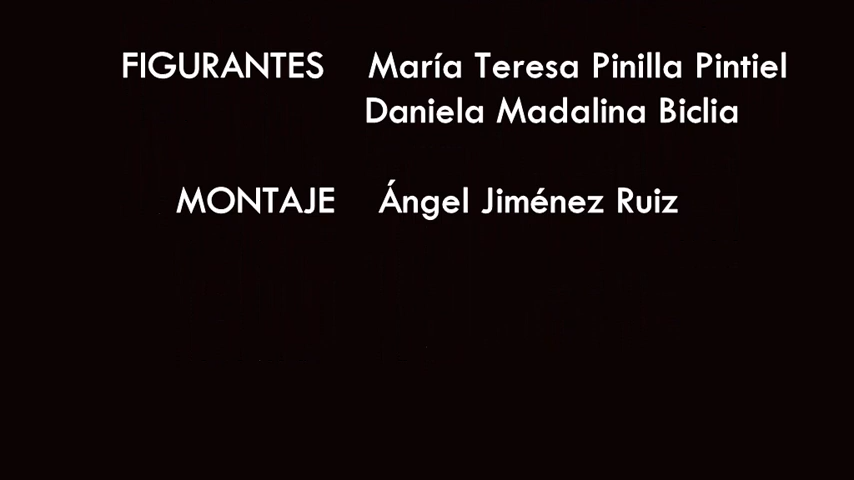 FIGURANTES María Teresa Pinilla Pintiel
Daniela Madalina Biclia
MONTAJE Ángel Jiménez Ruiz